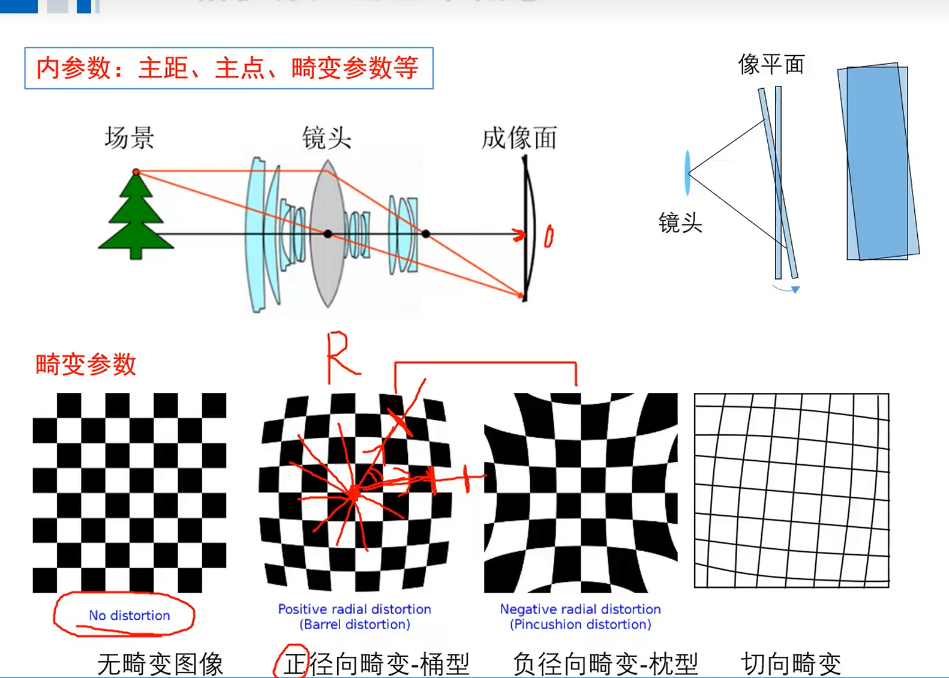 内参数：主距、主点、畸变参数等
场景
镜头
成像面
像平面
镜头
O
R
畸变参数
No distortion
Positive radial distortion
(Barrel distortion)
Negative radial distortion
(Pincushion distortion)
无畸变图像
正径向畸变-桶型
负径向畸变-枕型
切向畸变